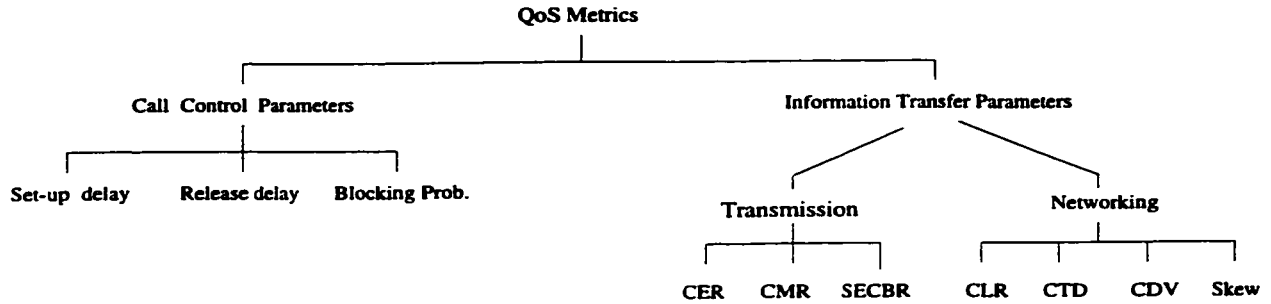 QoS Metrics
Call Control Parameters
Information Transfer Parameters
Set-up delay
Release delay
Blocking Prob.
Transmission
Networking
CER
CMR
SECBR
CLR
CTD
CDV
Skew